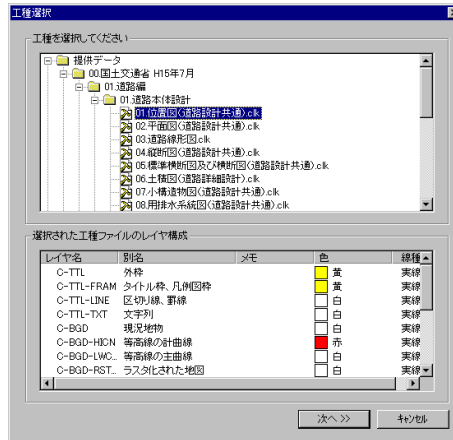 工種選択
工種を選択してください
提供データ
00.国土交通省 H15年7月
01.道路編
01.道路本体設計
01.位置図(道路設計共通).clk
02.平面図(道路設計共通).clk
03.道路線形図.clk
04.縦断図(道路設計共通).clk
05.標準横断図及び横断図(道路設計共通).clk
06.土積図(道路詳細設計).clk
07.小構造物図(道路設計共通).clk
08.用排水系統図(道路設計共通).clk
選択された工種ファイルのレイヤ構成
レイヤ名 別名 メモ 色 線種
C-TTL 外枠 黄 実線
C-TTL-FRAM タイトル枠、凡例図枠 黄 実線
C-TTL-LINE 区切り線、罫線 白 実線
C-TTL-TXT 文字列 白 実線
C-BGD 現況地物 白 実線
C-BGD-HICN 等高線の計曲線 赤 実線
C-BGD-LWC... 等高線の主曲線 白 実線
C-BGD-RST... ラスタ化された地図 白 実線
次へ >>
キャンセル